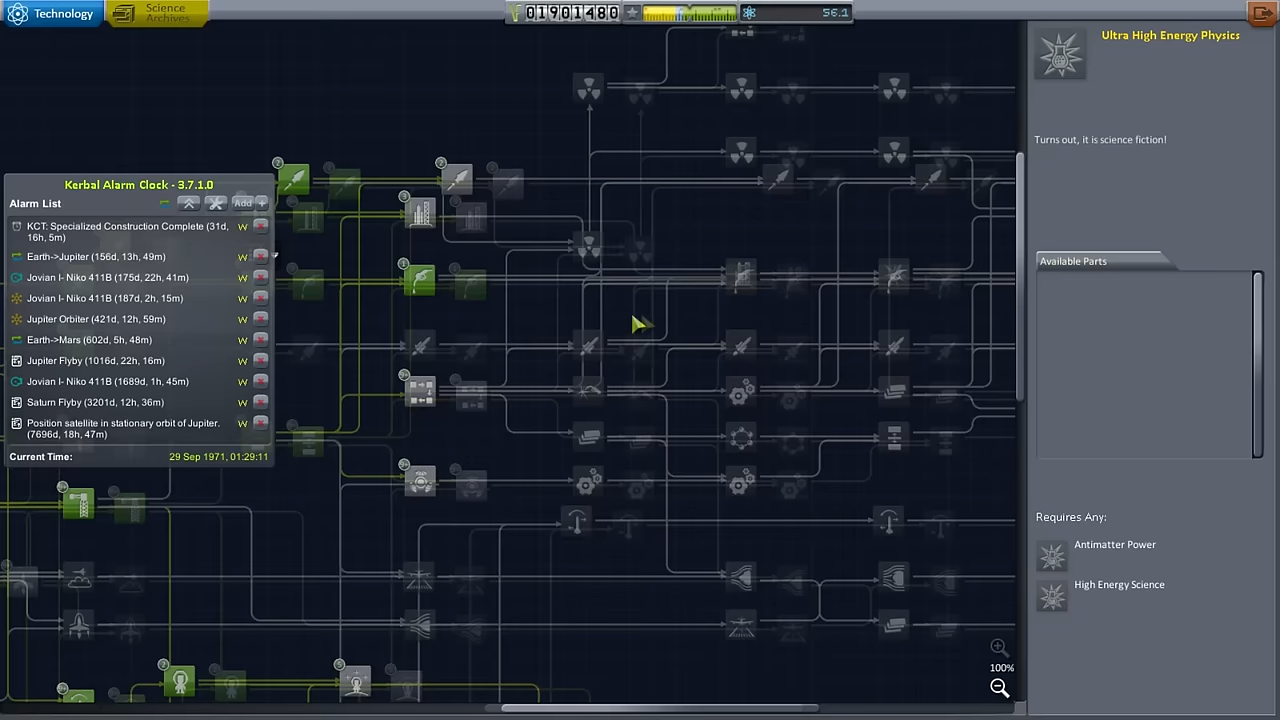 Technology
Science
Archives
01901480
56.1
Ultra High Energy Physics
Turns out, it is science fiction!
Kerbal Alarm Clock - 3.7.1.0
Alarm List
Add
+
KCT: Specialized Construction Complete (31d,
16h, 5m)
W
Earth->Jupiter (156d, 13h, 49m)
W
Jovian I- Niko 411B (175d, 22h, 41m)
W
Jovian I- Niko 411B (187d, 2h, 15m)
W
Jupiter Orbiter (421d, 12h, 59m)
W
Earth->Mars (602d, 5h, 48m)
W
Jupiter Flyby (1016d, 22h, 16m)
W
Jovian I- Niko 411B (1689d, 1h, 45m)
W
Saturn Flyby (3201d, 12h, 36m)
W
Position satellite in stationary orbit of Jupiter.
(7696d, 18h, 47m)
W
Current Time:
29 Sep 1971, 01:29:11
Available Parts
Requires Any:
Antimatter Power
High Energy Science
100%